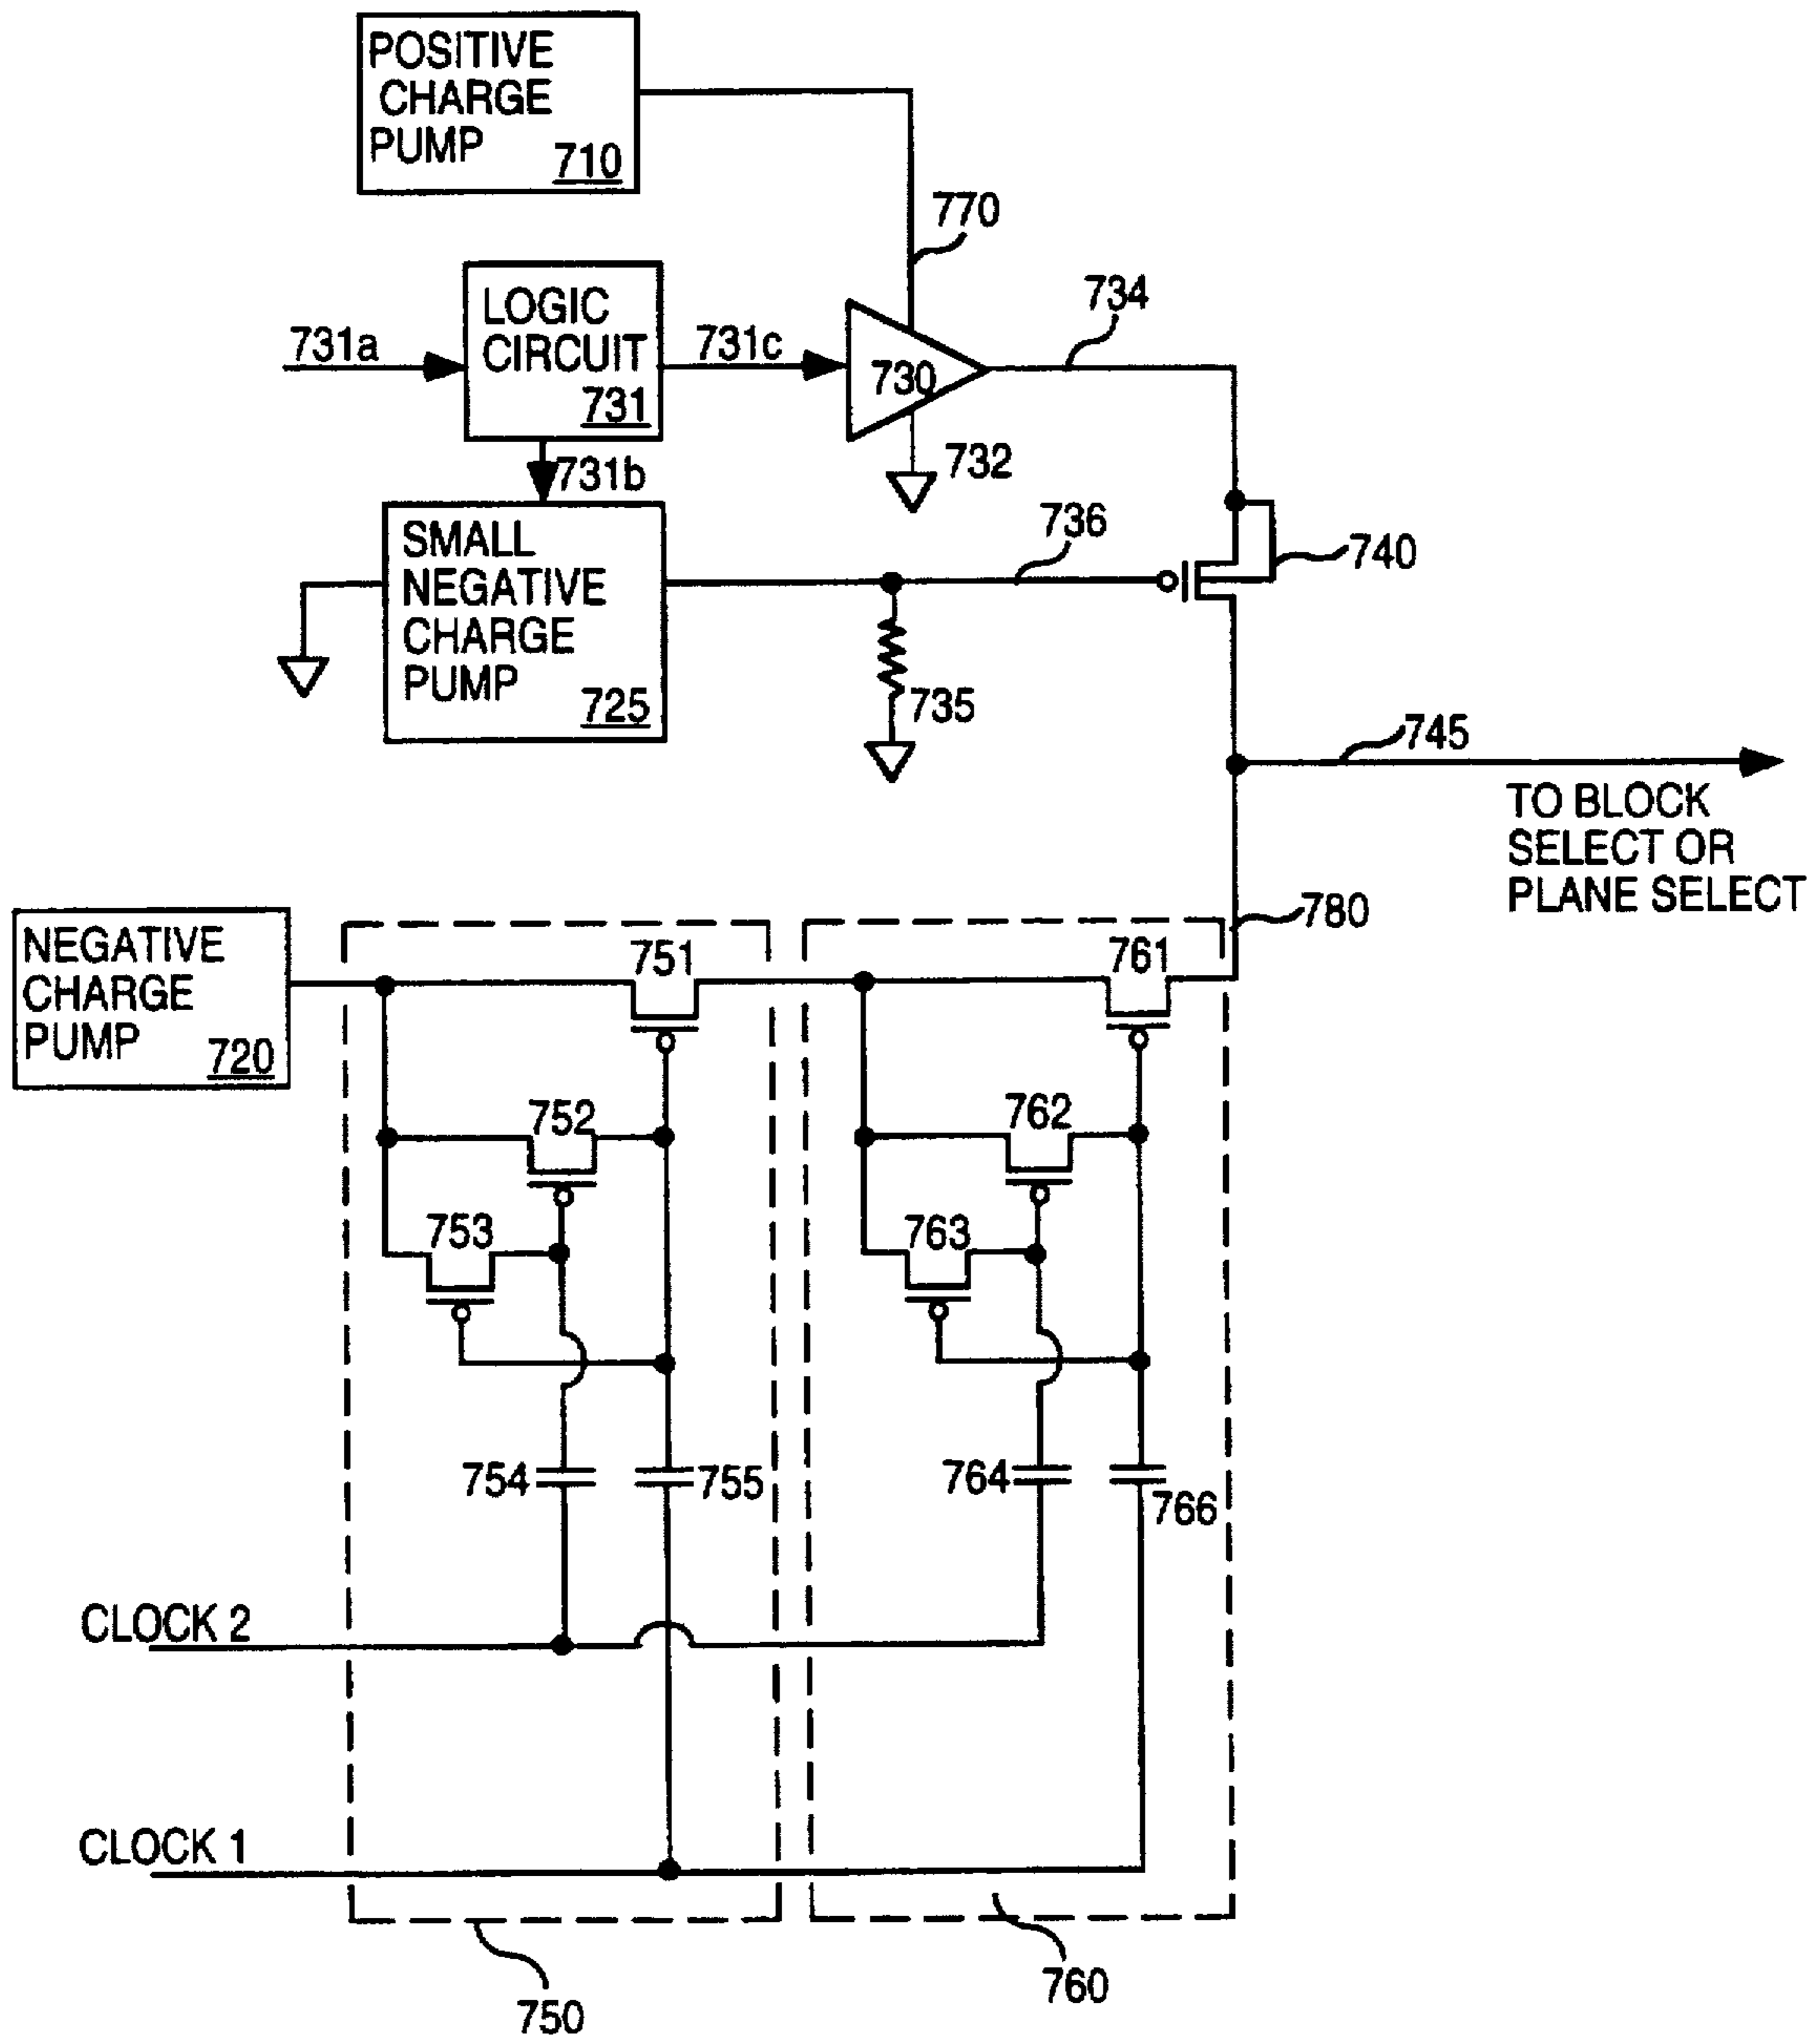 POSITIVE
CHARGE
PUMP 710
770
731a
LOGIC
CIRCUIT
731
731c
730
734
732
731b
SMALL
NEGATIVE
CHARGE
PUMP
725
736
740
735
745
TO BLOCK
SELECT OR
PLANE SELECT
780
NEGATIVE
CHARGE
PUMP 720
751
761
752
762
753
763
754
755
764
766
CLOCK 2
CLOCK 1
750
760